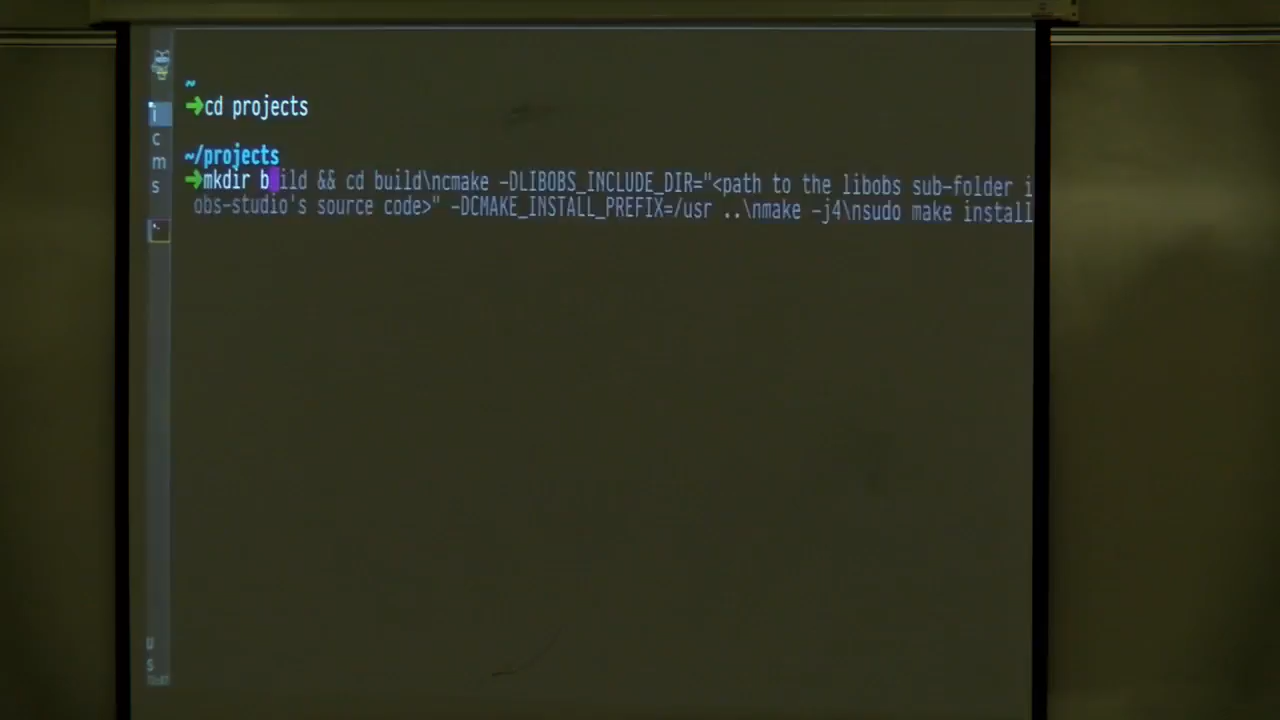 ~
➜cd projects
~/projects
➜mkdir build && cd build\ncmake -DLIBOBS_INCLUDE_DIR="<path to the libobs sub-folder i
obs-studio's source code>" -DCMAKE_INSTALL_PREFIX=/usr ..\nmake -j4\nsudo make install
i
c
m
s
u
s